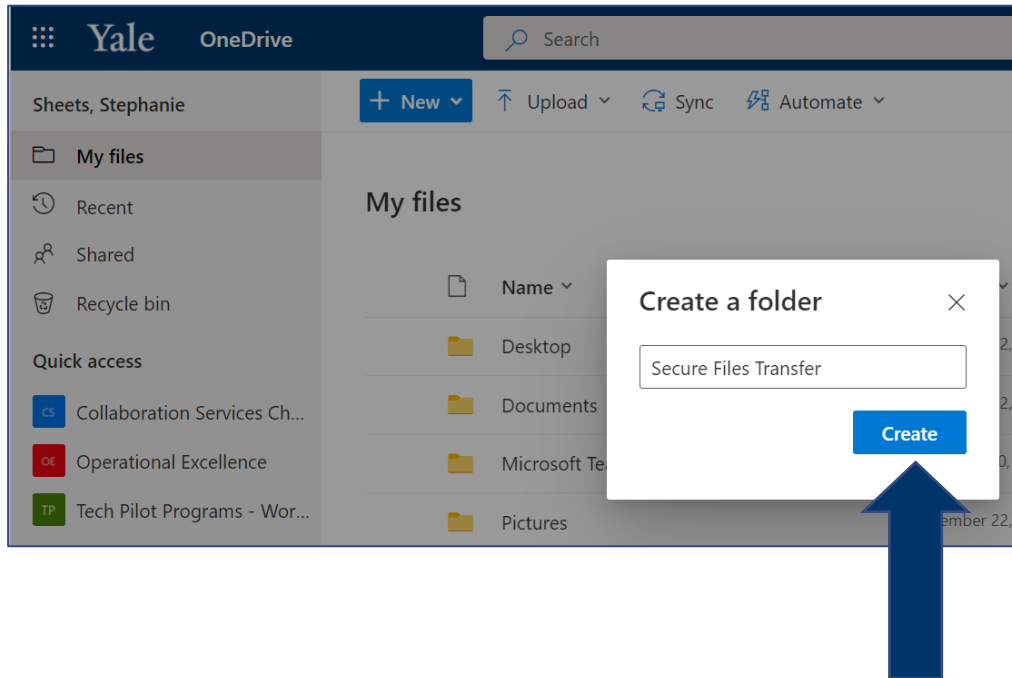 Yale OneDrive Search
Sheets, Stephanie
+ New Upload Sync Automate
My files
Recent
Shared
Recycle bin
Quick access
CS Collaboration Services Ch...
OE Operational Excellence
TP Tech Pilot Programs - Wor...
My files
Name
Desktop
Documents
Microsoft Te
Pictures
ember 22,
Create a folder
Secure Files Transfer
Create